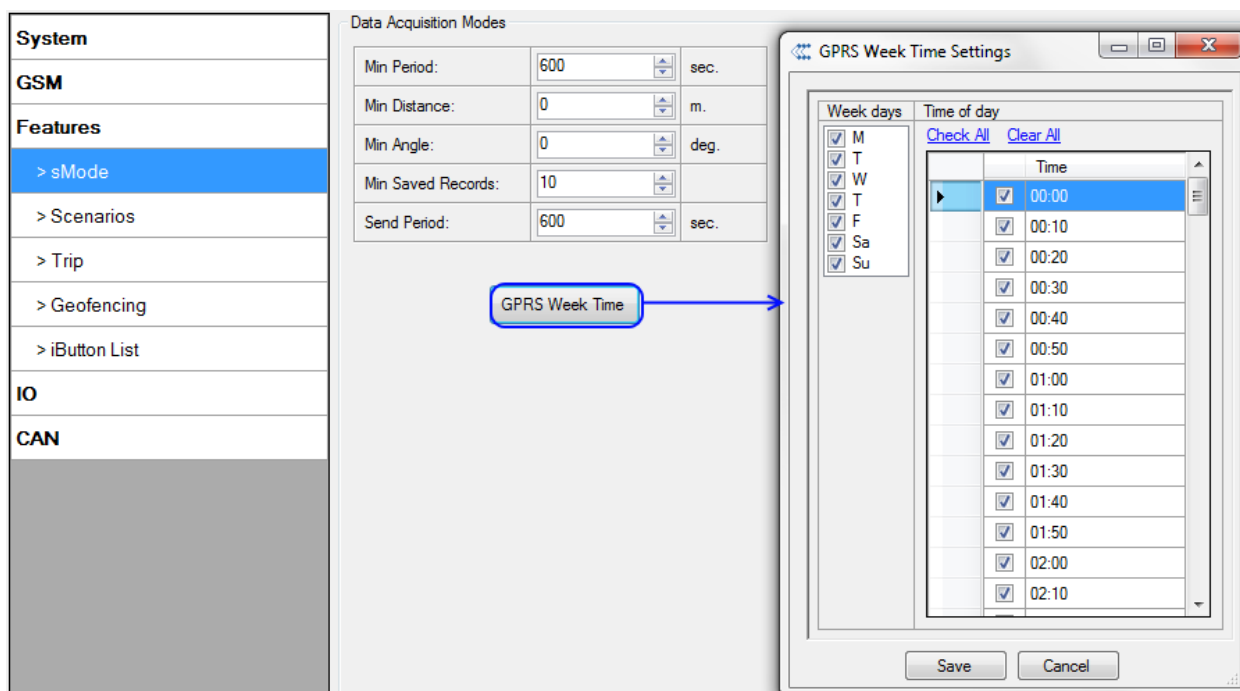 System
GSM
Features
> sMode
> Scenarios
> Trip
> Geofencing
> iButton List
IO
CAN
Data Acquisition Modes
Min Period: 600 sec.
Min Distance: 0 m.
Min Angle: 0 deg.
Min Saved Records: 10
Send Period: 600 sec.
GPRS Week Time
GPRS Week Time Settings
Week days
M
T
W
T
F
Sa
Su
Time of day
Check All Clear All
Time
00:00
00:10
00:20
00:30
00:40
00:50
01:00
01:10
01:20
01:30
01:40
01:50
02:00
02:10
Save Cancel